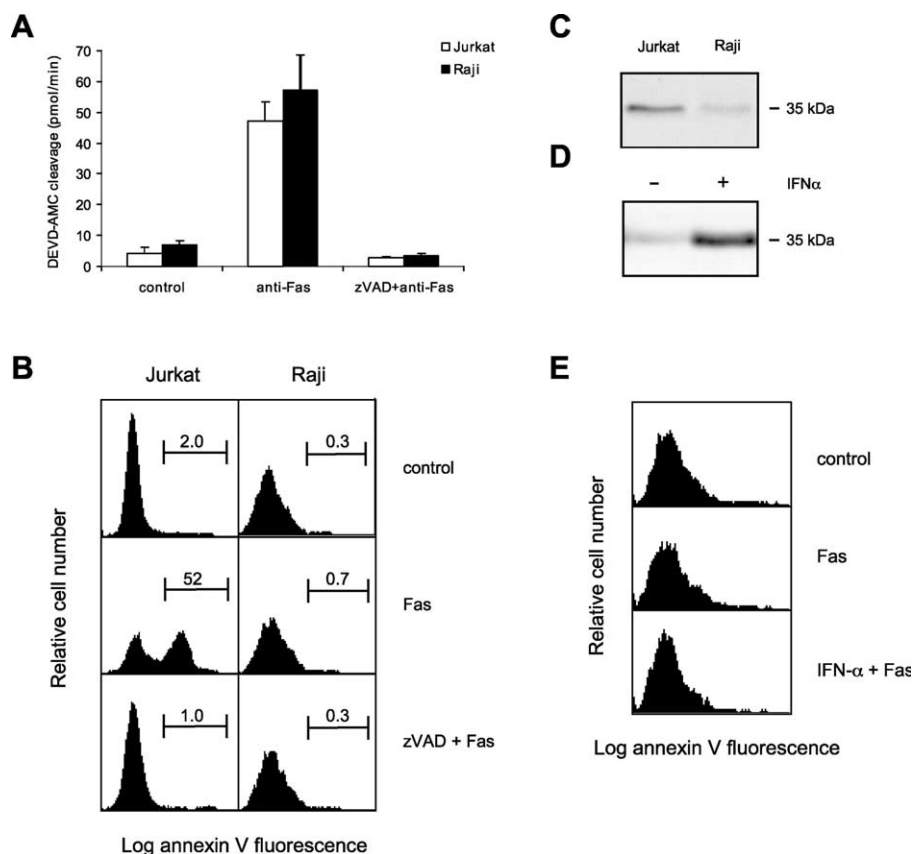 A
Jurkat
Raji
DEVD-AMC cleavage (pmol/min)
70
60
50
40
30
20
10
0
control
anti-Fas
zVAD+anti-Fas
C
Jurkat Raji
– 35 kDa
D
– + IFNα
– 35 kDa
B
Jurkat Raji
Relative cell number
2.0 0.3 control
52 0.7 Fas
1.0 0.3 zVAD + Fas
Log annexin V fluorescence
E
Relative cell number
control
Fas
IFN-α + Fas
Log annexin V fluorescence